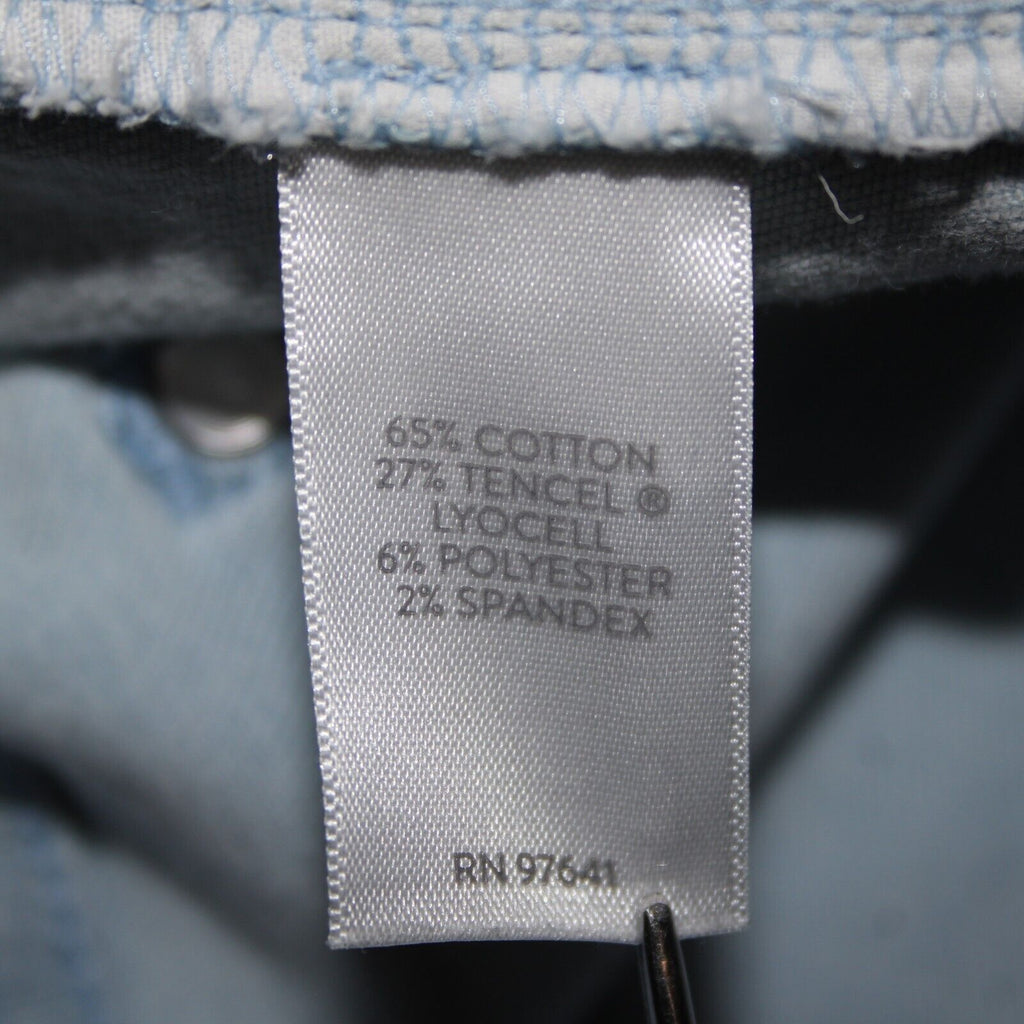 65% COTTON
27% TENCEL ®
LYOCELL
6% POLYESTER
2% SPANDEX
RN 97641